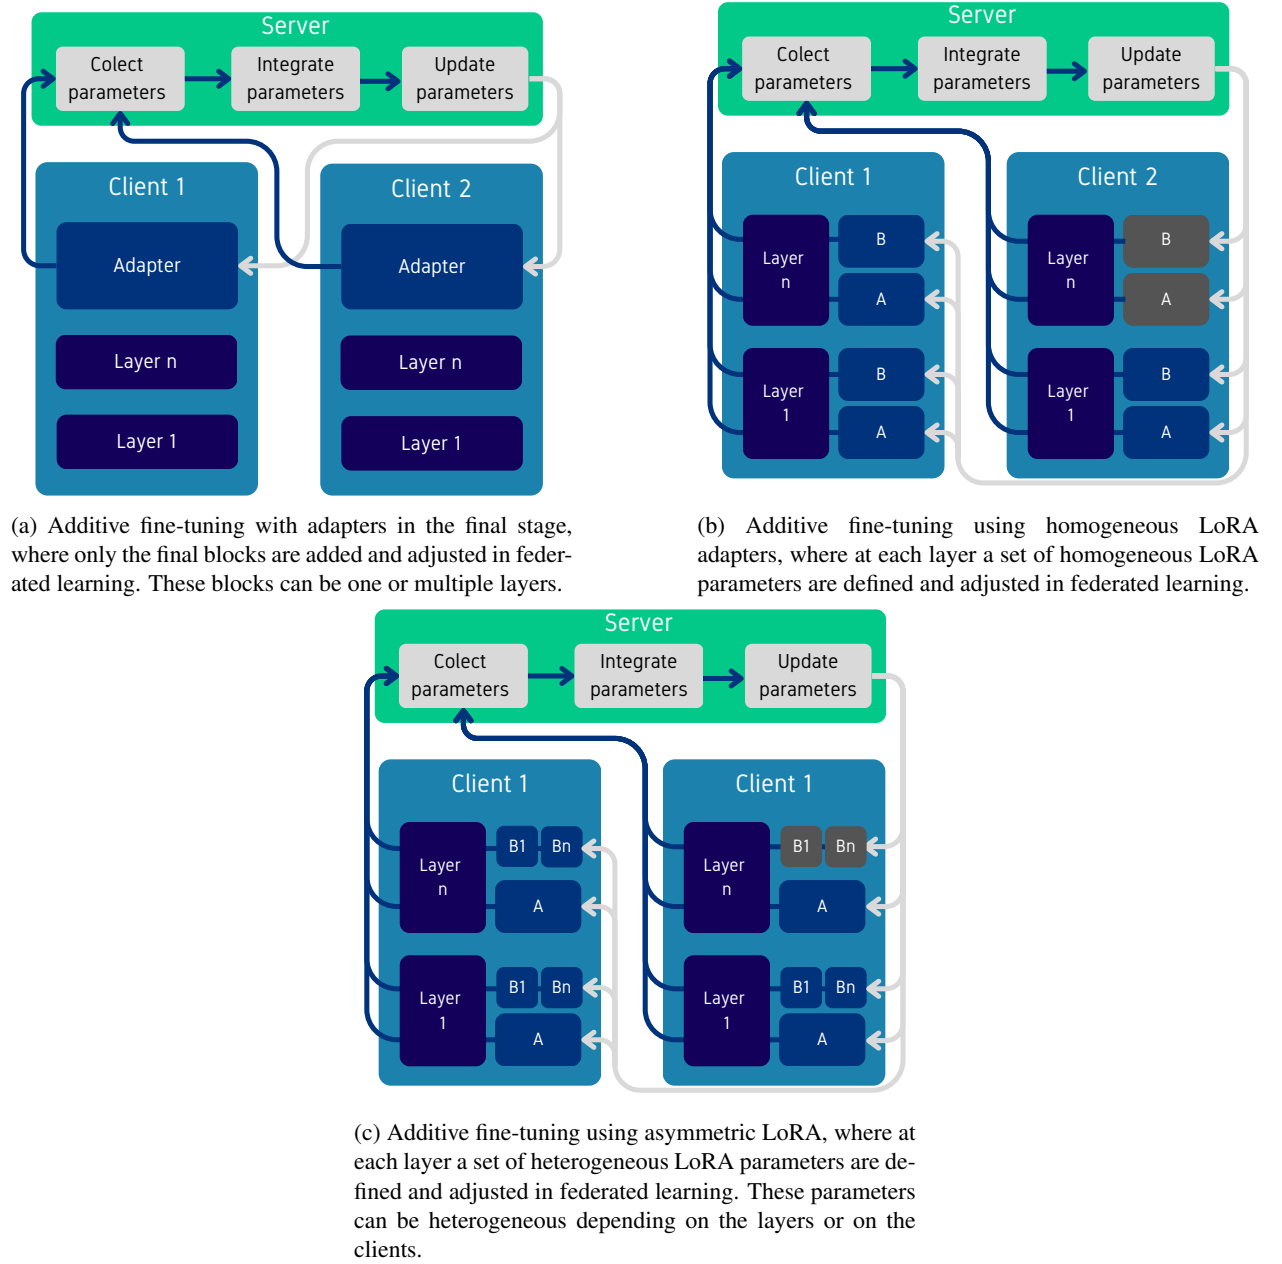 Server
Colect
parameters
Integrate
parameters
Update
parameters
Client 1
Adapter
Layer n
Layer 1
Client 2
Adapter
Layer n
Layer 1
(a) Additive fine-tuning with adapters in the final stage,
where only the final blocks are added and adjusted in feder-
ated learning. These blocks can be one or multiple layers.
Server
Colect
parameters
Integrate
parameters
Update
parameters
Client 1
Layer
n
B
A
Layer
1
B
A
Client 2
Layer
n
B
A
Layer
1
B
A
(b) Additive fine-tuning using homogeneous LoRA
adapters, where at each layer a set of homogeneous LoRA
parameters are defined and adjusted in federated learning.
Server
Colect
parameters
Integrate
parameters
Update
parameters
Client 1
Layer
n
B1 Bn
A
Layer
1
B1 Bn
A
Client 1
Layer
n
B1 Bn
A
Layer
1
B1 Bn
A
(c) Additive fine-tuning using asymmetric LoRA, where at
each layer a set of heterogeneous LoRA parameters are de-
fined and adjusted in federated learning. These parameters
can be heterogeneous depending on the layers or on the
clients.